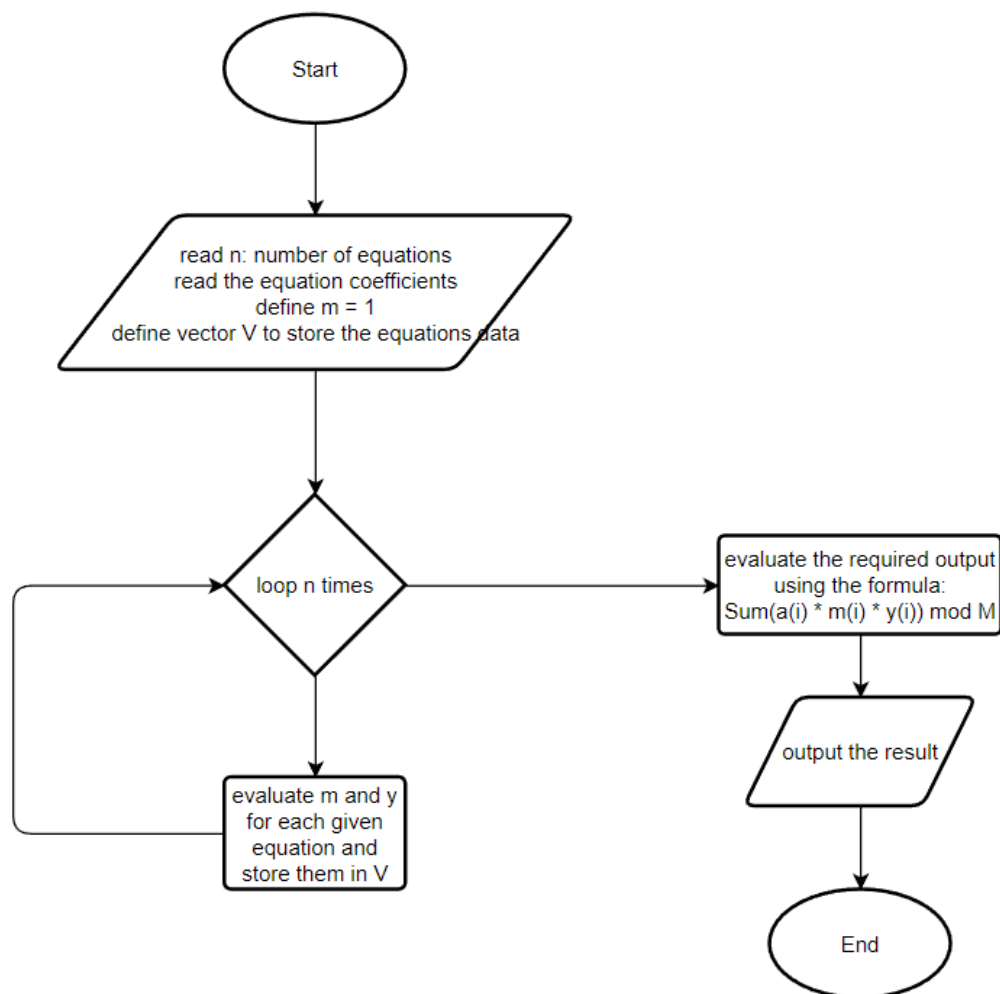 Start
read n: number of equations
read the equation coefficients
define m = 1
define vector V to store the equations data
loop n times
evaluate m and y
for each given
equation and
store them in V
evaluate the required output
using the formula:
Sum(a(i) * m(i) * y(i)) mod M
output the result
End